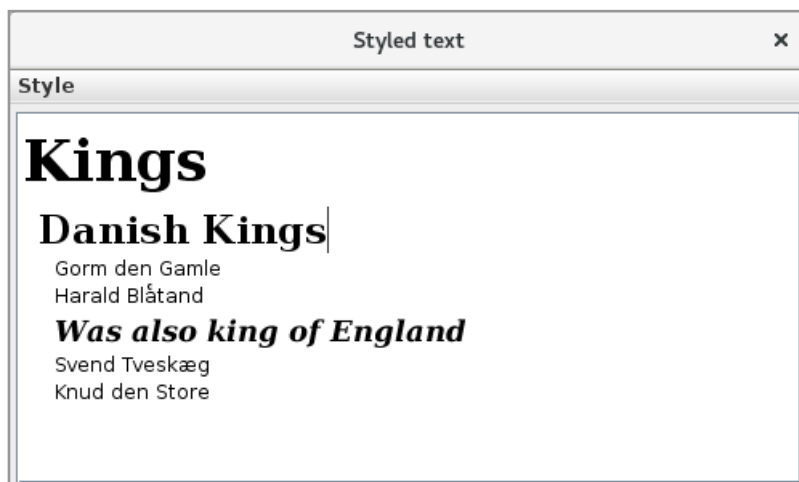 Styled text ×
Style
Kings
Danish Kings
Gorm den Gamle
Harald Blåtand
Was also king of England
Svend Tveskæg
Knud den Store